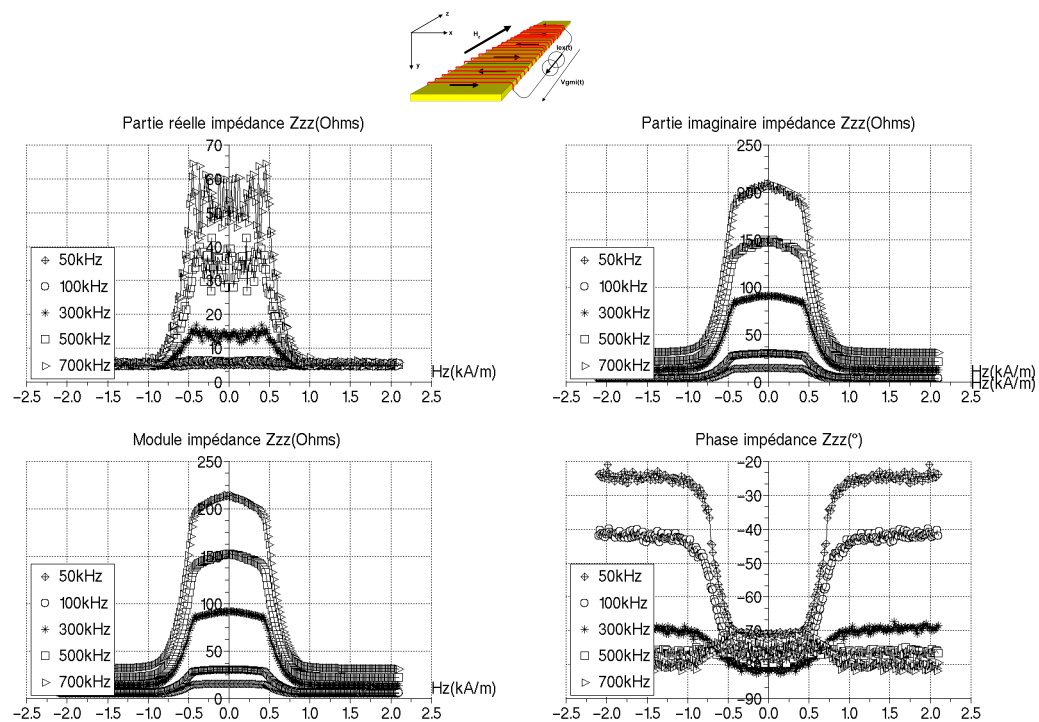 z
x
y
Hz
Iex(t)
Vgmi(t)
Partie réelle impédance Zzz(Ohms)
70
60
50
40
30
20
10
0
50kHz
100kHz
300kHz
500kHz
700kHz
Hz(kA/m)
-2.5 -2.0 -1.5 -1.0 -0.5 0.0 0.5 1.0 1.5 2.0 2.5
Partie imaginaire impédance Zzz(Ohms)
250
200
150
100
50
0
50kHz
100kHz
300kHz
500kHz
700kHz
Hz(kA/m)
Hz(kA/m)
-2.5 -2.0 -1.5 -1.0 -0.5 0.0 0.5 1.0 1.5 2.0 2.5
Module impédance Zzz(Ohms)
250
200
150
100
50
0
50kHz
100kHz
300kHz
500kHz
700kHz
Hz(kA/m)
-2.5 -2.0 -1.5 -1.0 -0.5 0.0 0.5 1.0 1.5 2.0 2.5
Phase impédance Zzz(°)
-20
-30
-40
-50
-60
-70
-80
-90
50kHz
100kHz
300kHz
500kHz
700kHz
-2.5 -2.0 -1.5 -1.0 -0.5 0.0 0.5 1.0 1.5 2.0 2.5